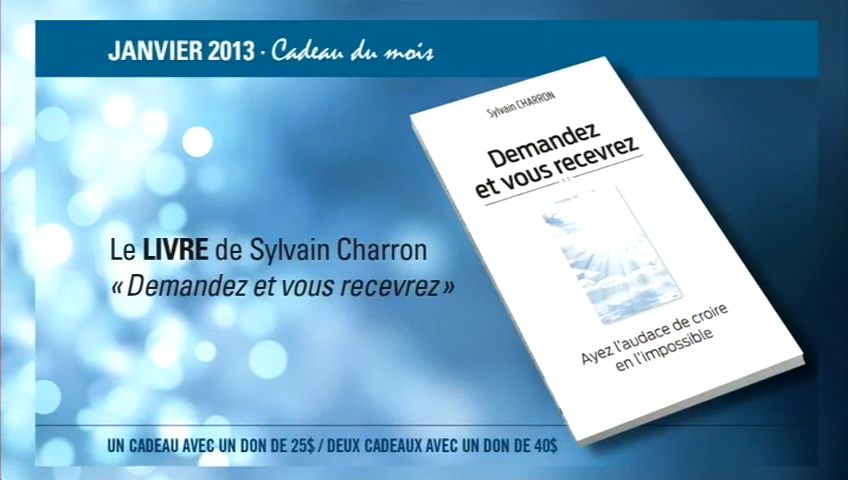 JANVIER 2013 · Cadeau du mois
Sylvain CHARRON
Demandez
et vous recevrez
Ayez l'audace de croire
en l'impossible
Le LIVRE de Sylvain Charron
« Demandez et vous recevrez »
UN CADEAU AVEC UN DON DE 25$ / DEUX CADEAUX AVEC UN DON DE 40$